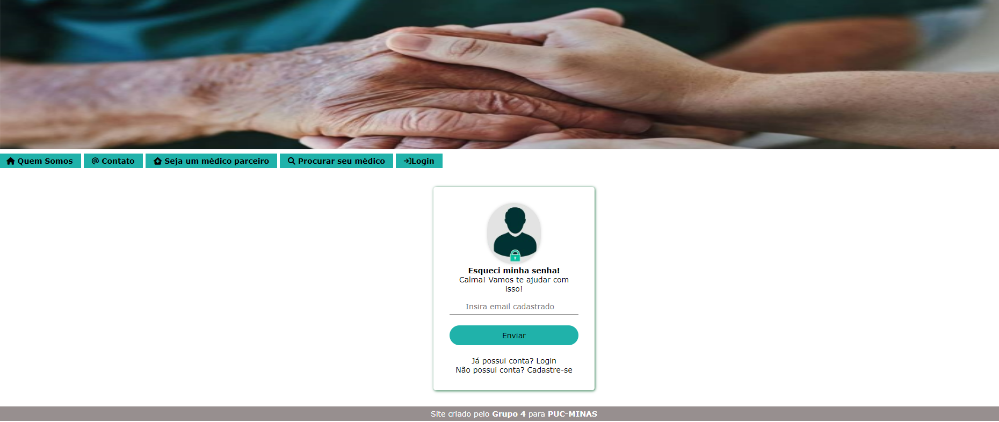 Quem Somos
@ Contato
Seja um médico parceiro
Procurar seu médico
Login
Esqueci minha senha!
Calma! Vamos te ajudar com
isso!
Insira email cadastrado
Enviar
Já possui conta? Login
Não possui conta? Cadastre-se
Site criado pelo Grupo 4 para PUC-MINAS